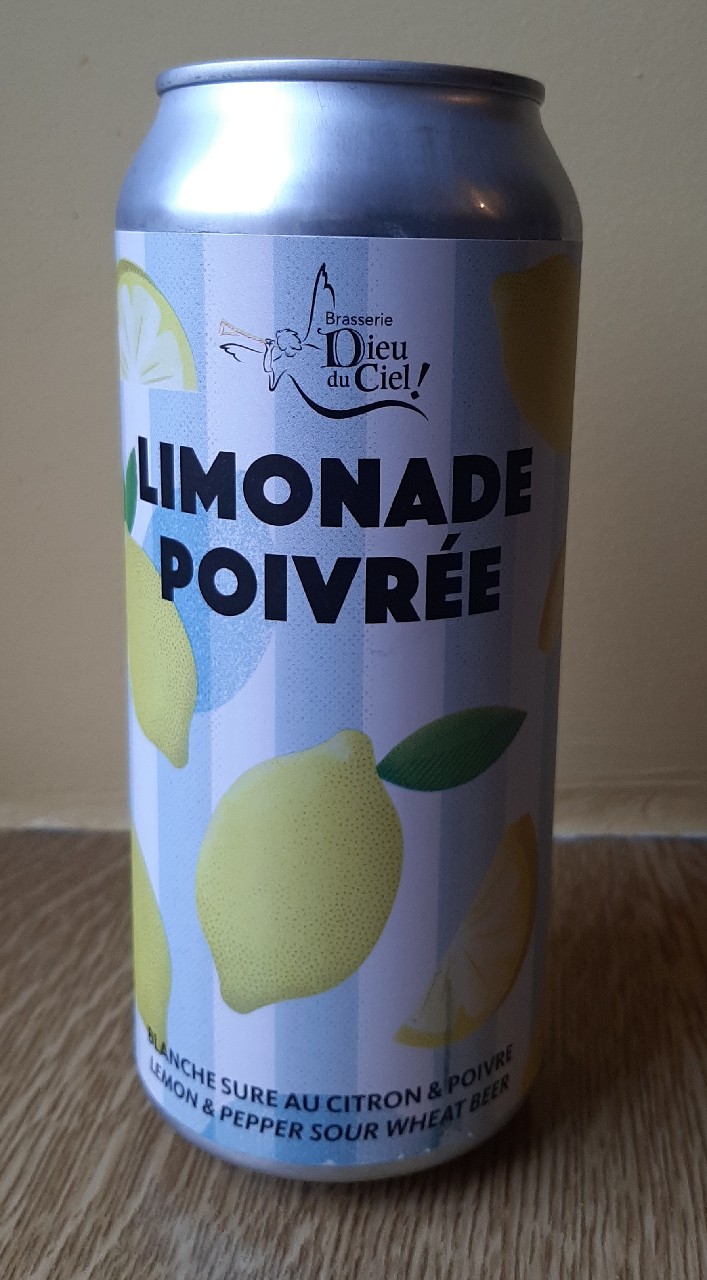 Brasserie
Dieu
du Ciel!
LIMONADE
POIVRÉE
BLANCHE SURE AU CITRON & POIVRE
LEMON & PEPPER SOUR WHEAT BEER